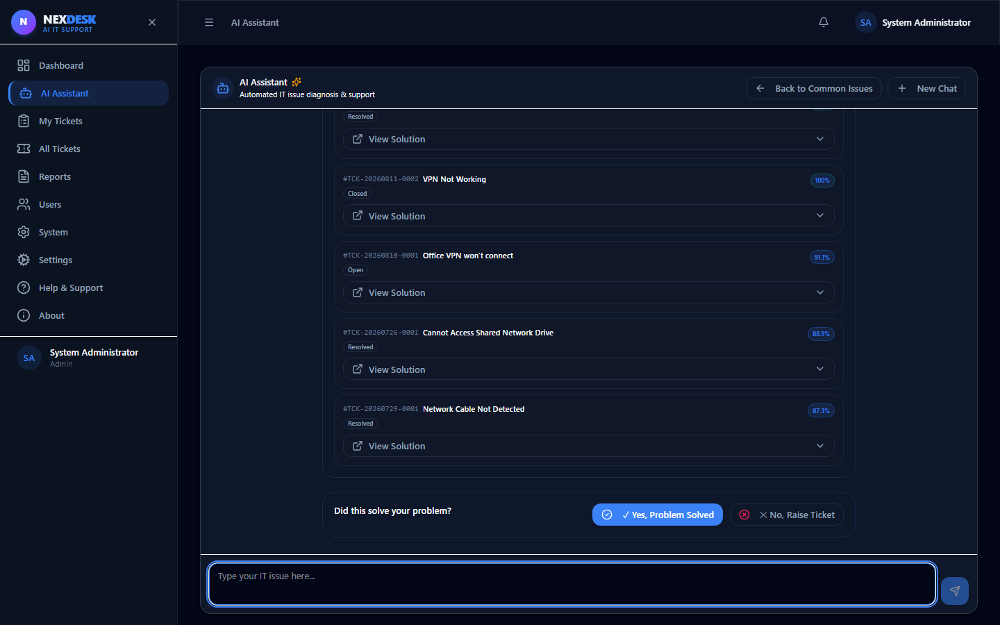 N
NEXDESK
AI IT SUPPORT
Dashboard
AI Assistant
My Tickets
All Tickets
Reports
Users
System
Settings
Help & Support
About
SA
System Administrator
Admin
AI Assistant
SA
System Administrator
AI Assistant
Automated IT issue diagnosis & support
Back to Common Issues
New Chat
Resolved
View Solution
#TCK-20260811-0002 VPN Not Working
100%
Closed
View Solution
#TCK-20260810-0001 Office VPN won't connect
91.1%
Open
View Solution
#TCK-20260726-0001 Cannot Access Shared Network Drive
88.9%
Resolved
View Solution
#TCK-20260729-0001 Network Cable Not Detected
87.3%
Resolved
View Solution
Did this solve your problem?
✓ Yes, Problem Solved
✕ No, Raise Ticket
Type your IT issue here...